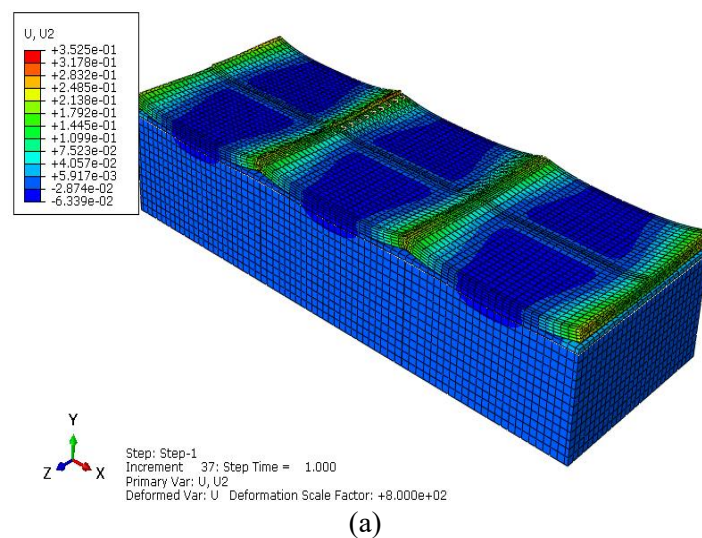 U, U2
+3.525e-01
+3.178e-01
+2.832e-01
+2.485e-01
+2.138e-01
+1.792e-01
+1.445e-01
+1.099e-01
+7.523e-02
+4.057e-02
+5.917e-03
-2.874e-02
-6.339e-02
Y
Z X
Step: Step-1
Increment 37: Step Time = 1.000
Primary Var: U, U2
Deformed Var: U Deformation Scale Factor: +8.000e+02
(a)